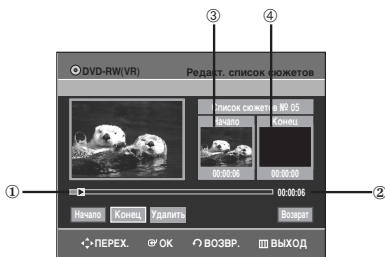 ③ ④
DVD-RW(VR) Редакт. список сюжетов
Список сюжетов № 05
Начало Конец
00:00:06 00:00:00
① 00:00:06 ②
Начало Конец Удалить Возврат
ПЕРЕХ. OK ВОЗВР. ВЫХОД